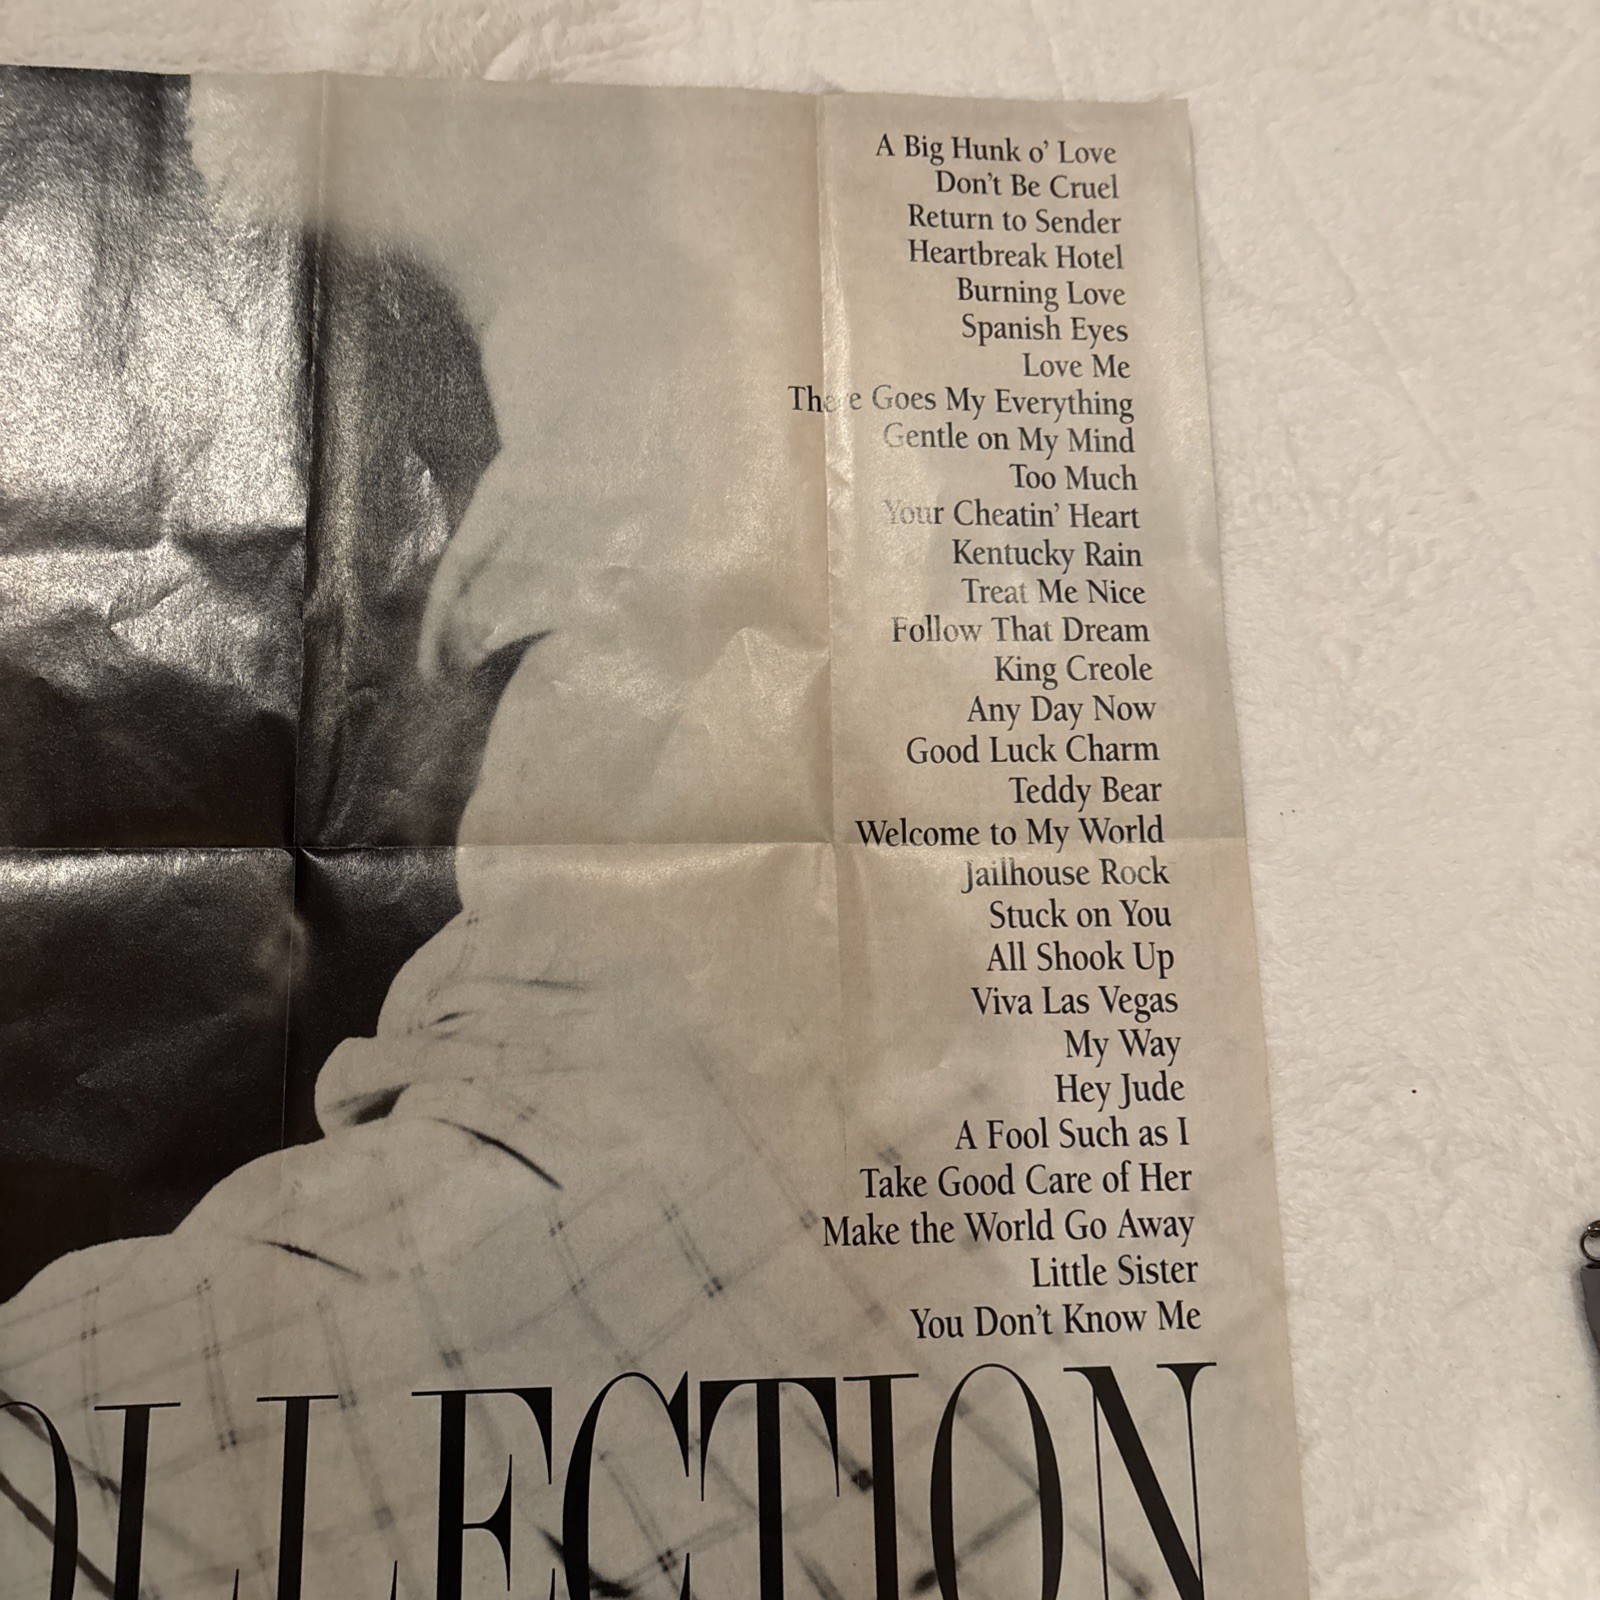 A Big Hunk o' Love
Don't Be Cruel
Return to Sender
Heartbreak Hotel
Burning Love
Spanish Eyes
Love Me
There Goes My Everything
Gentle on My Mind
Too Much
Your Cheatin' Heart
Kentucky Rain
Treat Me Nice
Follow That Dream
King Creole
Any Day Now
Good Luck Charm
Teddy Bear
Welcome to My World
Jailhouse Rock
Stuck on You
All Shook Up
Viva Las Vegas
My Way
Hey Jude
A Fool Such as I
Take Good Care of Her
Make the World Go Away
Little Sister
You Don't Know Me
OLLECTION